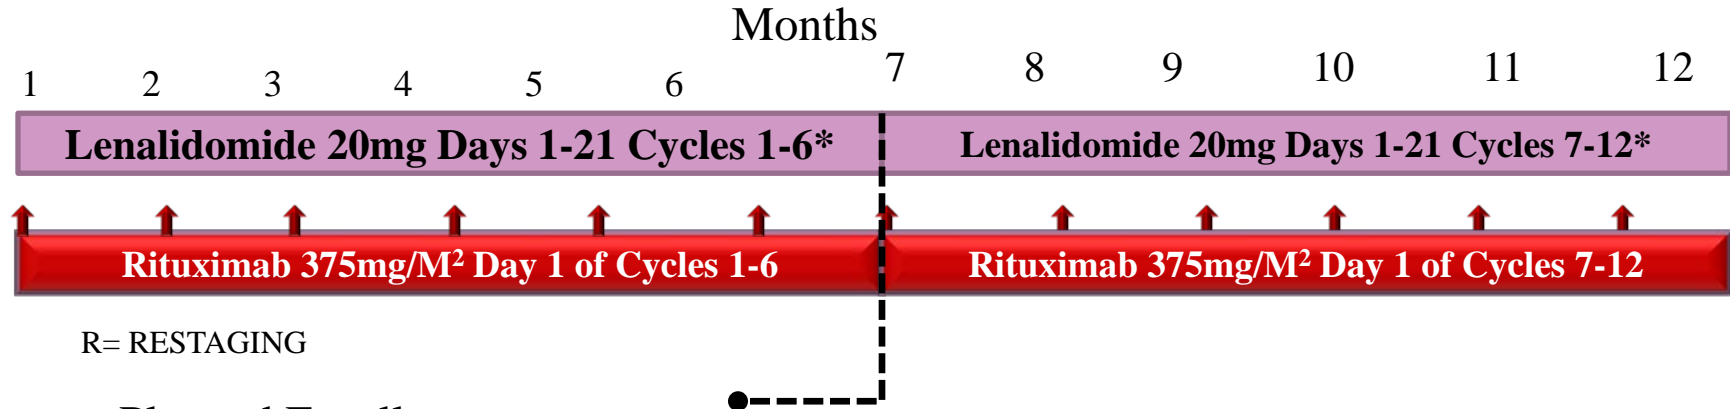 Months
1 2 3 4 5 6 7 8 9 10 11 12
Lenalidomide 20mg Days 1-21 Cycles 1-6* Lenalidomide 20mg Days 1-21 Cycles 7-12*
Rituximab 375mg/M² Day 1 of Cycles 1-6 Rituximab 375mg/M² Day 1 of Cycles 7-12
R= RESTAGING